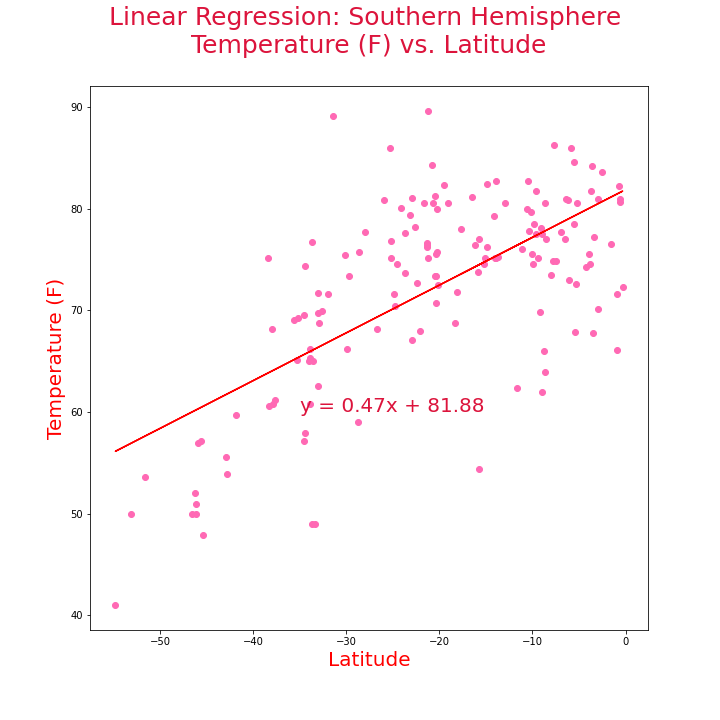 Linear Regression: Southern Hemisphere
Temperature (F) vs. Latitude
90
80
70
60
50
40
Temperature (F)
y = 0.47x + 81.88
−50
−40
−30
−20
−10
0
Latitude